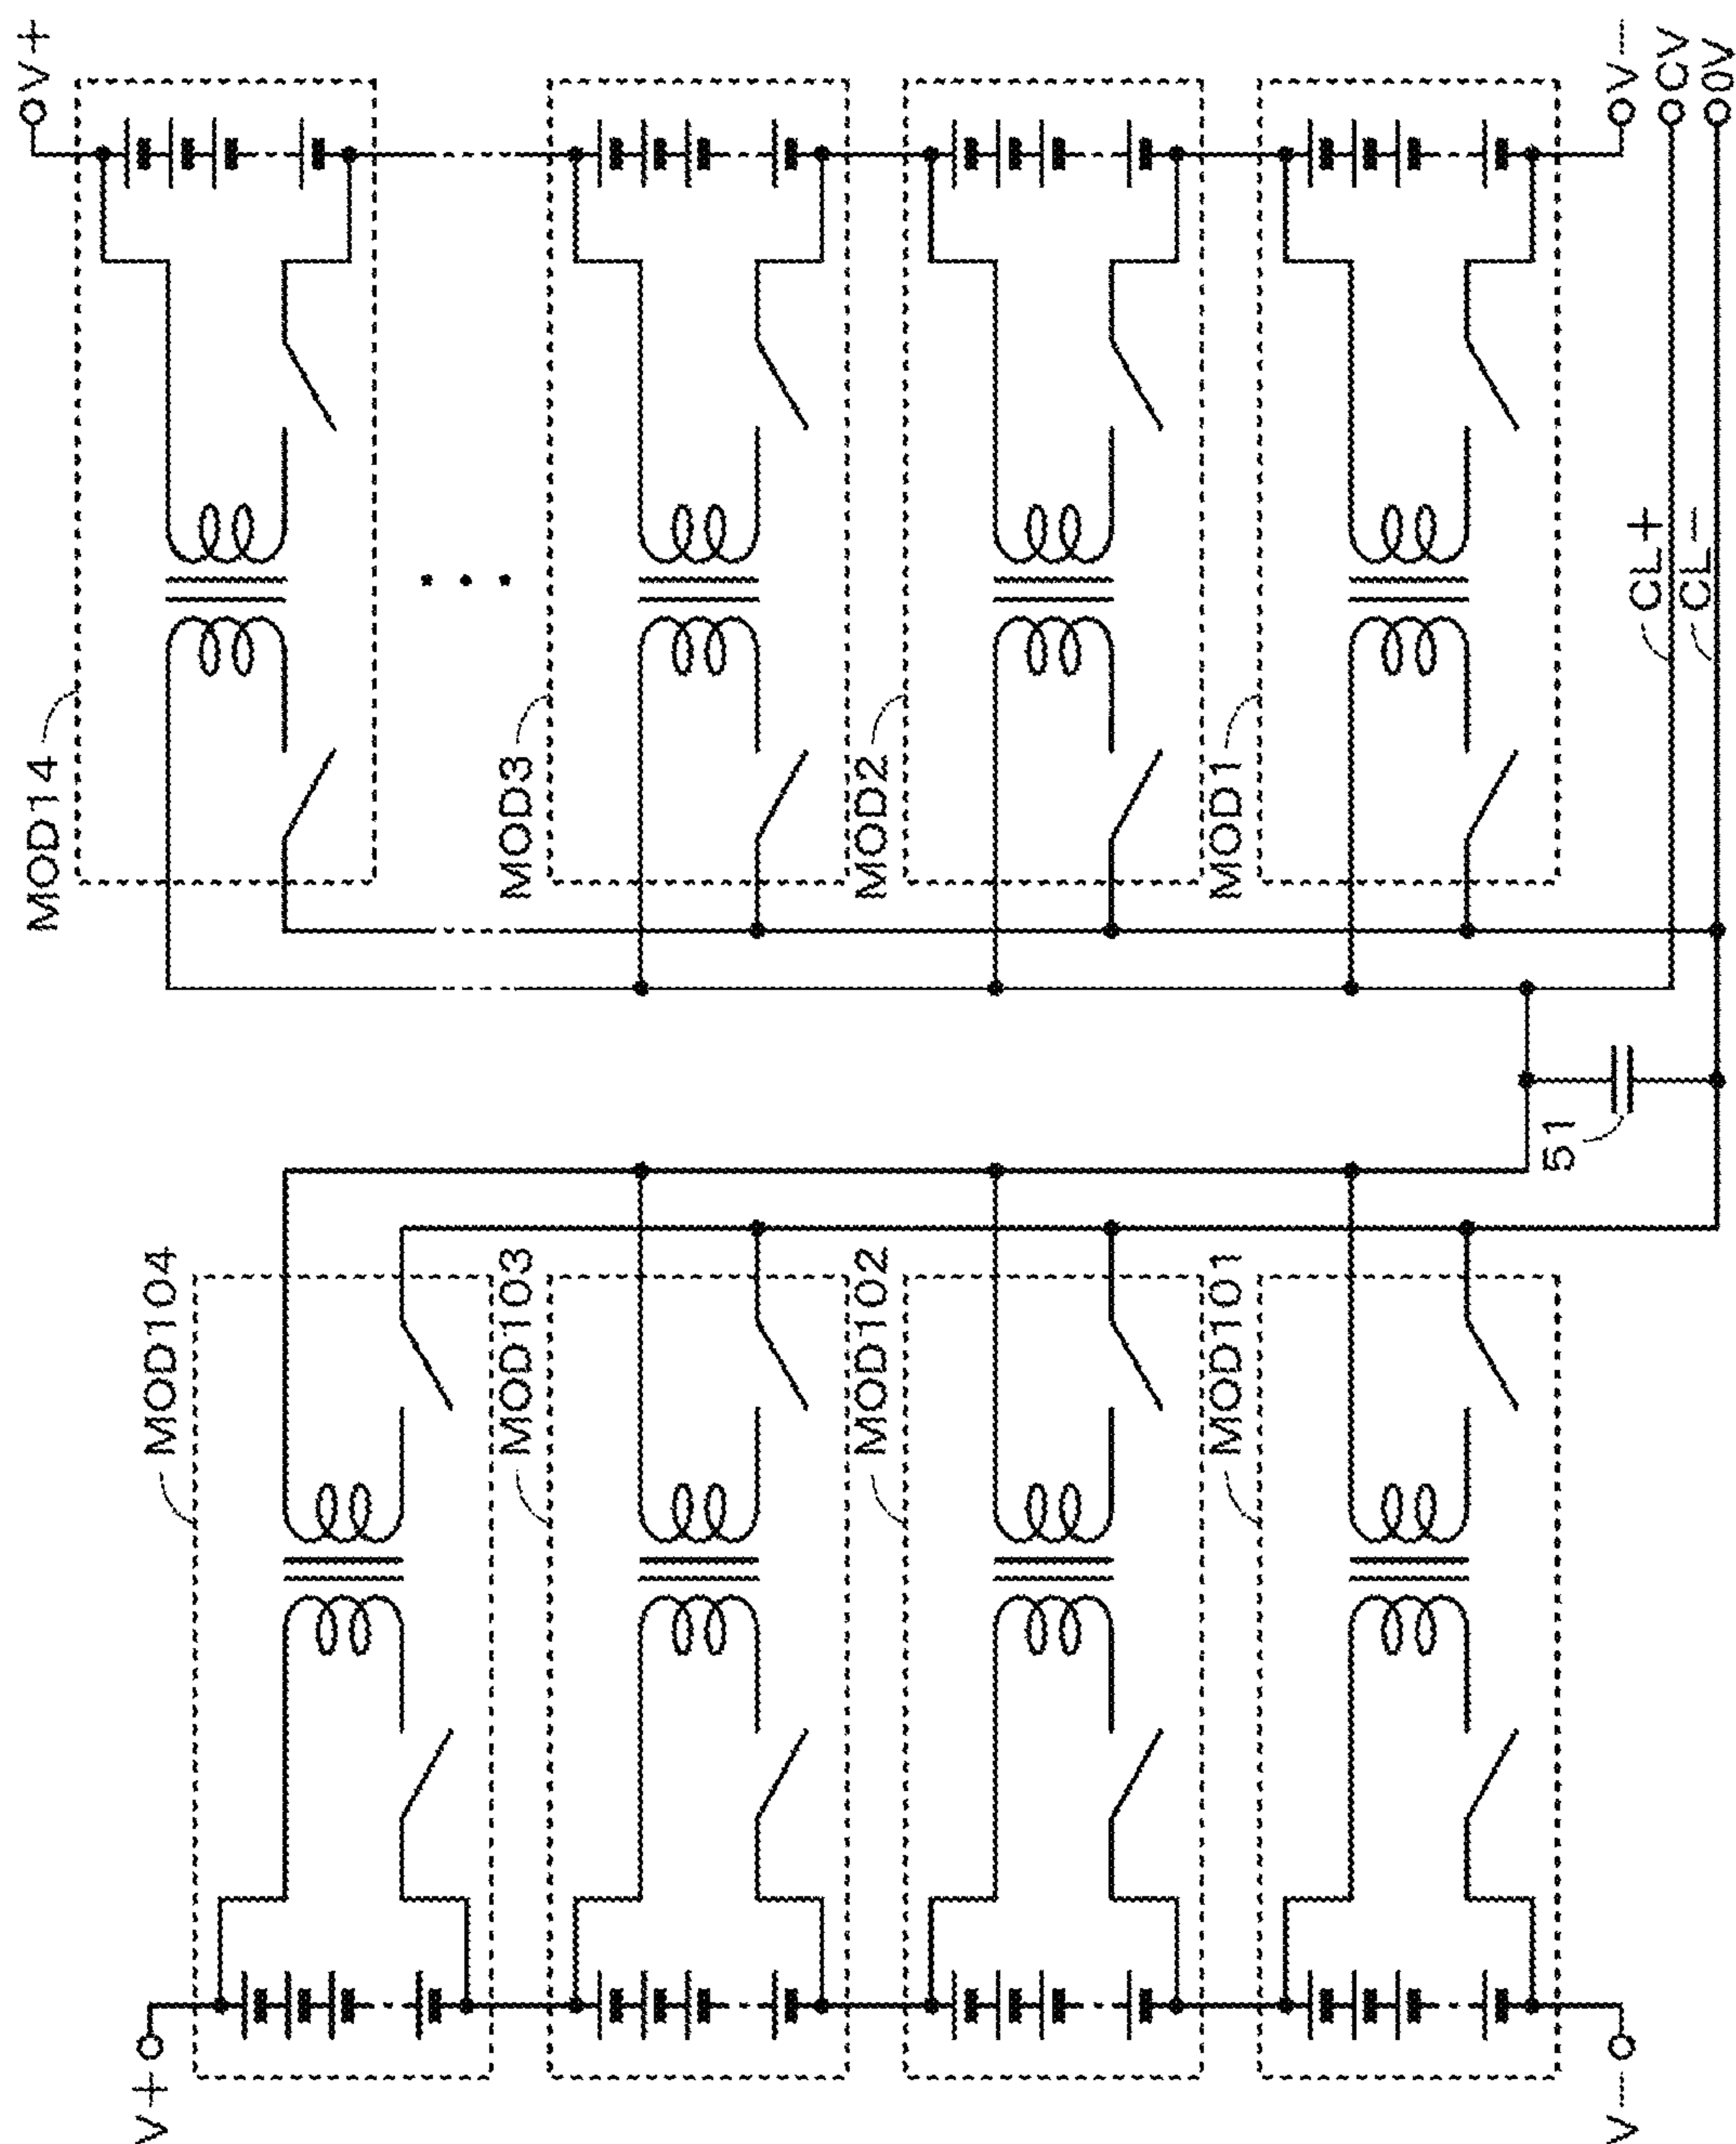 V+
MOD14
MOD3
MOD2
MOD1
V−
CV
0V
CL+
CL−
51
MOD104
MOD103
MOD102
MOD101
V+
V−